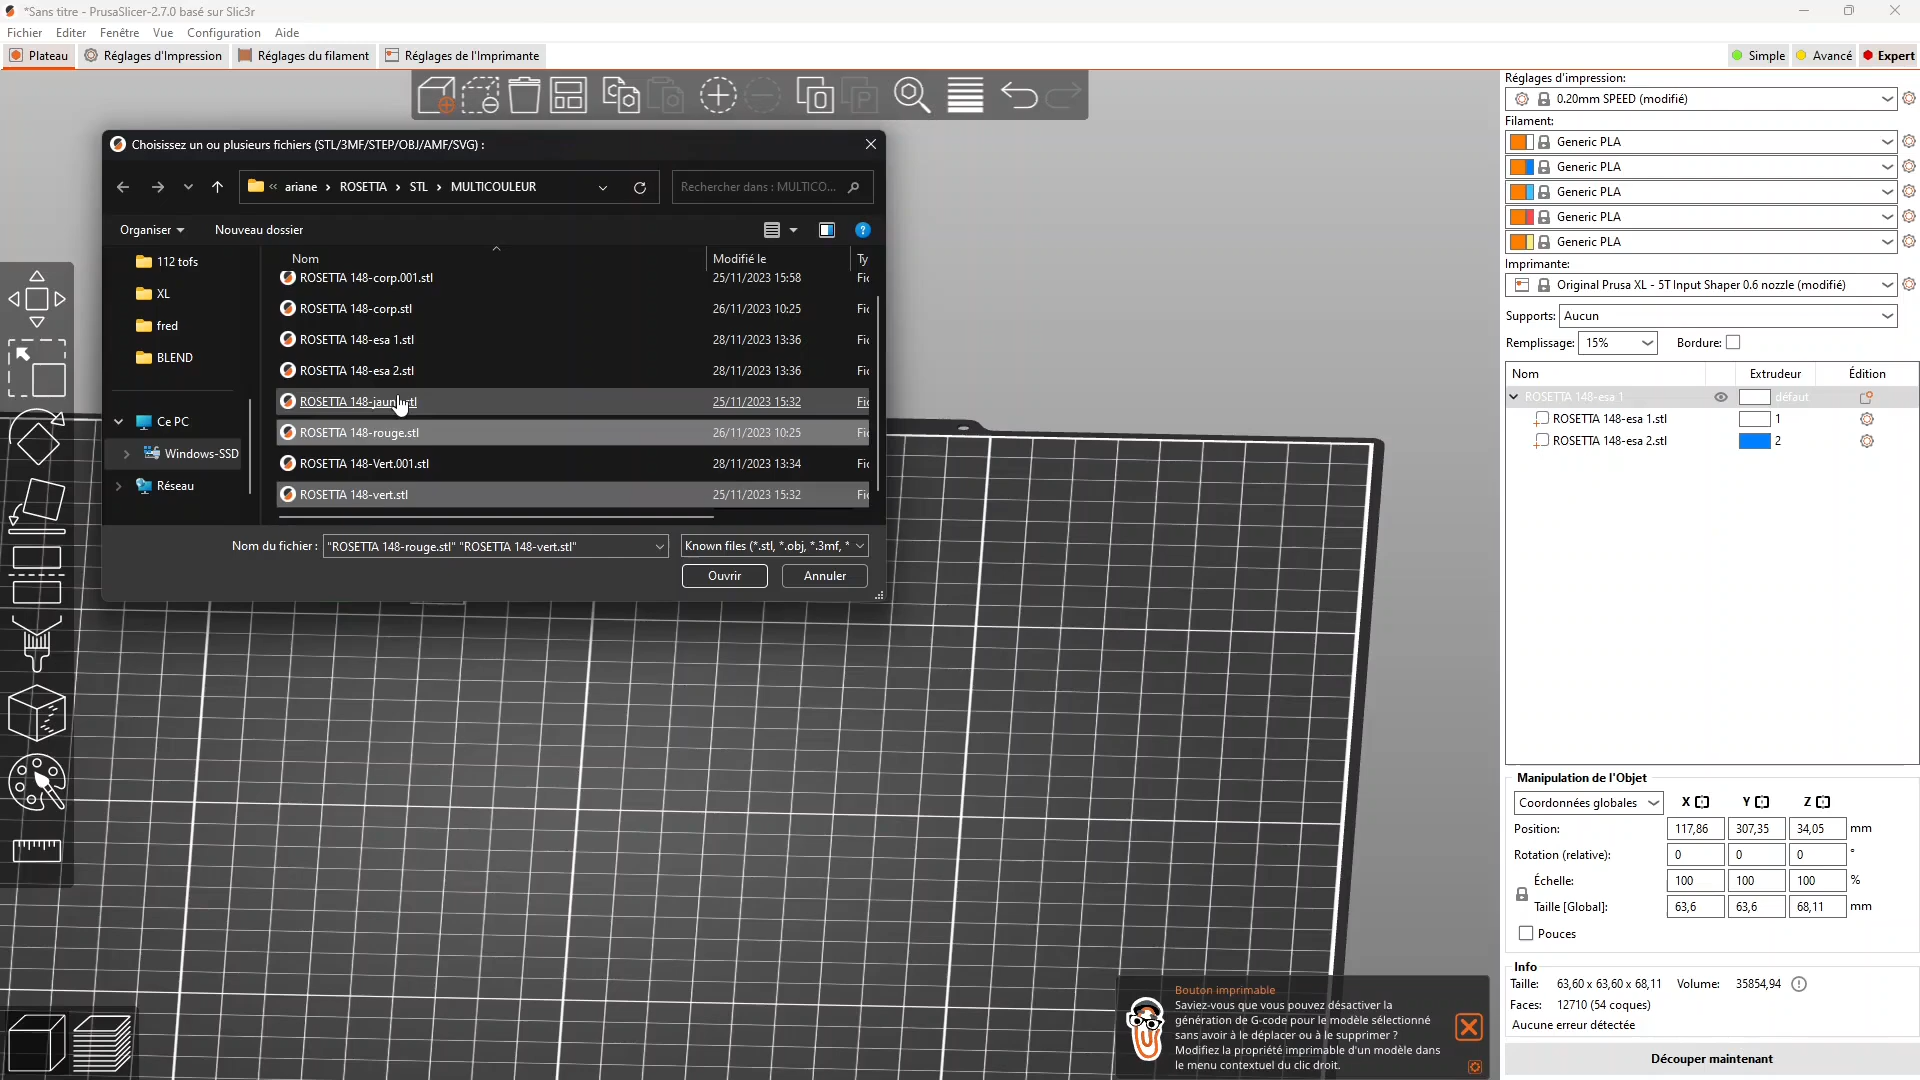 *Sans titre - PrusaSlicer-2.7.0 basé sur Slic3r
Fichier Editer Fenêtre Vue Configuration Aide
Plateau Réglages d'Impression Réglages du filament Réglages de l'Imprimante
Simple Avancé Expert
Choisissez un ou plusieurs fichiers (STL/3MF/STEP/OBJ/AMF/SVG) :
« ariane › ROSETTA › STL › MULTICOULEUR
Rechercher dans : MULTICO...
Organiser Nouveau dossier
112 tofs
XL
fred
BLEND
Ce PC
Windows-SSD
Réseau
Nom Modifié le Ty
ROSETTA 148-corp.001.stl 25/11/2023 15:58 Fic
ROSETTA 148-corp.stl 26/11/2023 10:25 Fic
ROSETTA 148-esa 1.stl 28/11/2023 13:36 Fic
ROSETTA 148-esa 2.stl 28/11/2023 13:36 Fic
ROSETTA 148-jaun stl 25/11/2023 15:32 Fic
ROSETTA 148-rouge.stl 26/11/2023 10:25 Fic
ROSETTA 148-Vert.001.stl 28/11/2023 13:34 Fic
ROSETTA 148-vert.stl 25/11/2023 15:32 Fic
Nom du fichier : "ROSETTA 148-rouge.stl" "ROSETTA 148-vert.stl"
Known files (*.stl, *.obj, *.3mf, *
Ouvrir Annuler
Réglages d'impression:
0.20mm SPEED (modifié)
Filament:
Generic PLA
Generic PLA
Generic PLA
Generic PLA
Generic PLA
Imprimante:
Original Prusa XL - 5T Input Shaper 0.6 nozzle (modifié)
Supports: Aucun
Remplissage: 15% Bordure:
Nom Extrudeur Édition
ROSETTA 148-esa 1 défaut
ROSETTA 148-esa 1.stl 1
ROSETTA 148-esa 2.stl 2
Manipulation de l'Objet
Coordonnées globales X Y Z
Position: 117,86 307,35 34,05 mm
Rotation (relative): 0 0 0 °
Échelle: 100 100 100 %
Taille [Global]: 63,6 63,6 68,11 mm
Pouces
Info
Taille: 63,60 x 63,60 x 68,11 Volume: 35854,94
Faces: 12710 (54 coques)
Aucune erreur détectée
Découper maintenant
Bouton imprimable
Saviez-vous que vous pouvez désactiver la
génération de G-code pour le modèle sélectionné
sans avoir à le déplacer ou à le supprimer ?
Modifiez la propriété imprimable d'un modèle dans
le menu contextuel du clic droit.